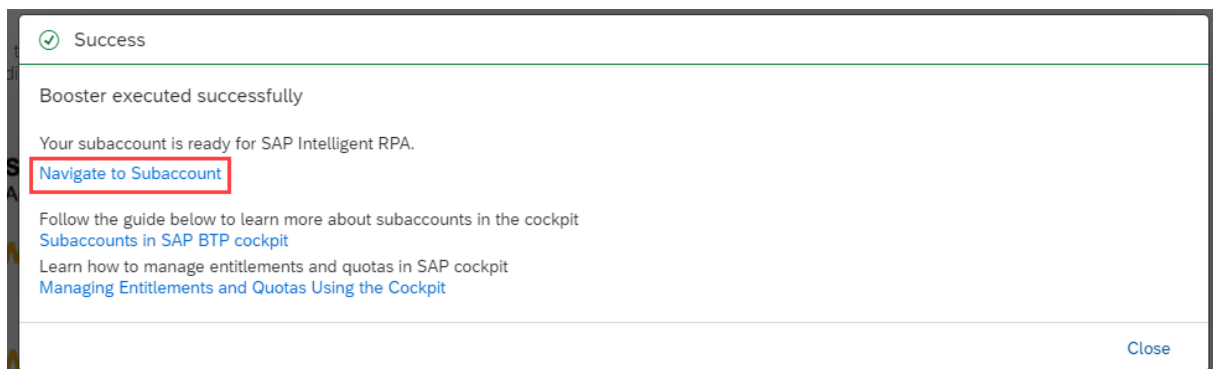 Success
Booster executed successfully
Your subaccount is ready for SAP Intelligent RPA.
Navigate to Subaccount
Follow the guide below to learn more about subaccounts in the cockpit
Subaccounts in SAP BTP cockpit
Learn how to manage entitlements and quotas in SAP cockpit
Managing Entitlements and Quotas Using the Cockpit
Close